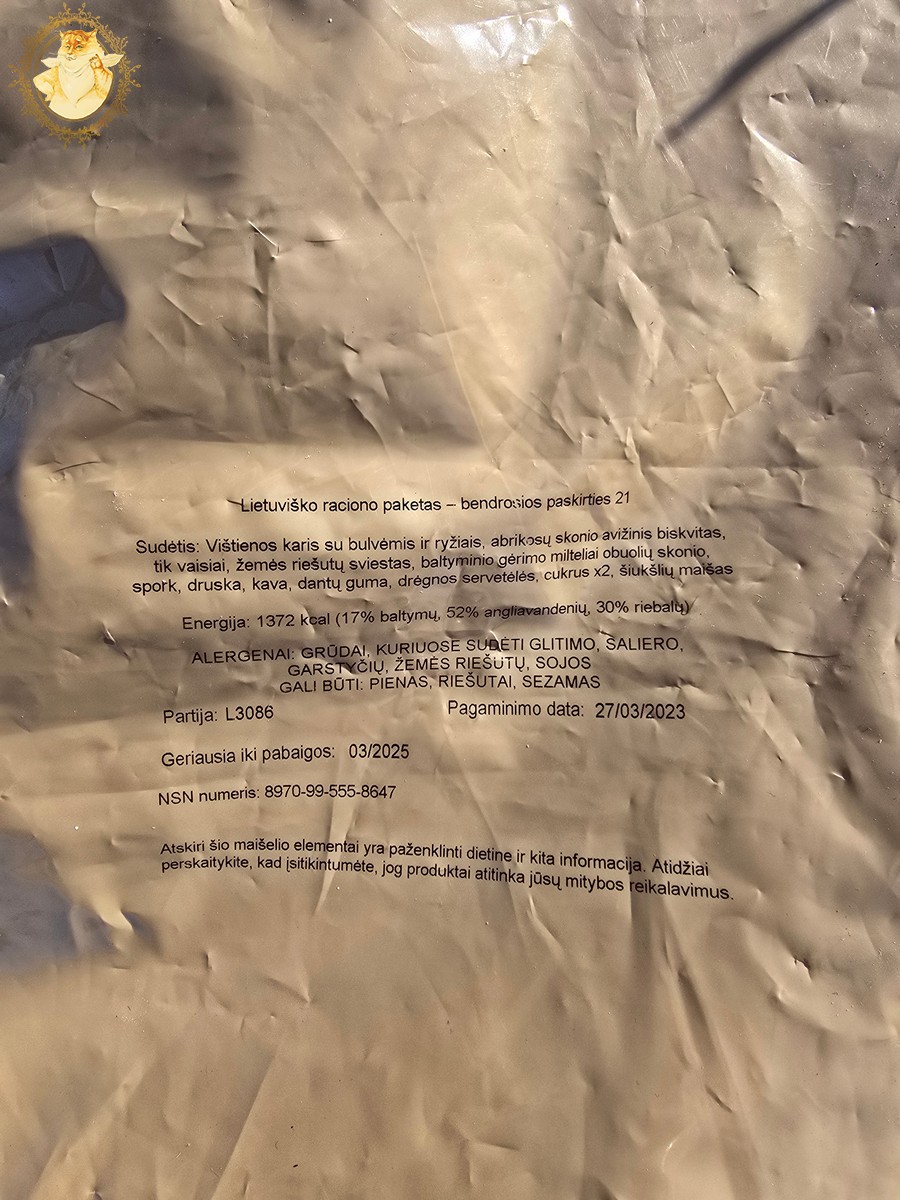 Lietuviško raciono paketas – bendrosios paskirties 21
Sudėtis: Vištienos karis su bulvėmis ir ryžiais, abrikosų skonio avižinis biskvitas,
tik vaisiai, žemės riešutų sviestas, baltyminio gėrimo milteliai obuolių skonio,
spork, druska, kava, dantų guma, drėgnos servetėlės, cukrus x2, šiukšlių maišas
Energija: 1372 kcal (17% baltymų, 52% angliavandenių, 30% riebalų)
ALERGENAI: GRŪDAI, KURIUOSE SUDĖTI GLITIMO, SALIERO,
GARSTYČIŲ, ŽEMĖS RIEŠUTŲ, SOJOS
GALI BŪTI: PIENAS, RIEŠUTAI, SEZAMAS
Partija: L3086 Pagaminimo data: 27/03/2023
Geriausia iki pabaigos: 03/2025
NSN numeris: 8970-99-555-8647
Atskiri šio maišelio elementai yra paženklinti dietine ir kita informacija. Atidžiai
perskaitykite, kad įsitikintumėte, jog produktai atitinka jūsų mitybos reikalavimus.